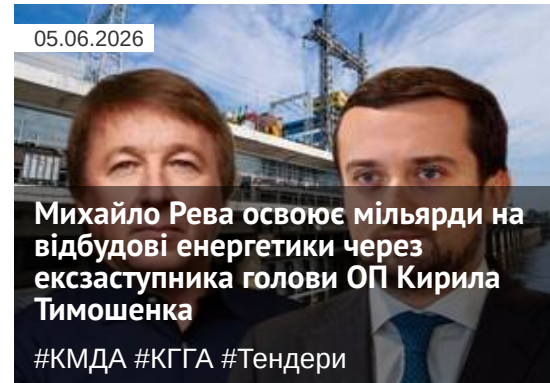 05.06.2026
Михайло Рева освоює мільярди на
відбудові енергетики через
ексзаступника голови ОП Кирила
Тимошенка
#КМДА #КГГА #Тендери